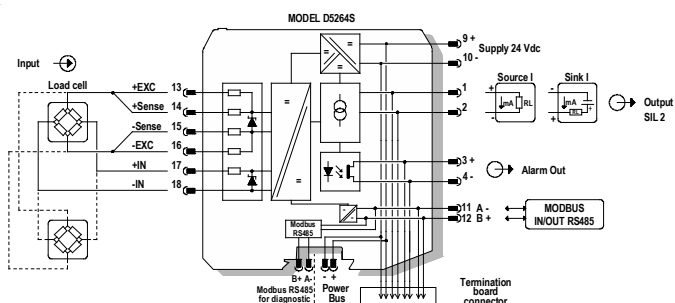 MODEL D5264S
Input
Load cell
+EXC 13
+Sense 14
-Sense 15
-EXC 16
+IN 17
-IN 18
9 +
10 -
Supply 24 Vdc
1
2
Source I
+
mA
RL
-
Sink I
-
mA
RL
+
Output
SIL 2
3 +
4 -
Alarm Out
11 A -
12 B +
MODBUS
IN/OUT RS485
Modbus
RS485
B+ A-
- +
Modbus RS485
for diagnostic
Power
Bus
Termination
board
connector